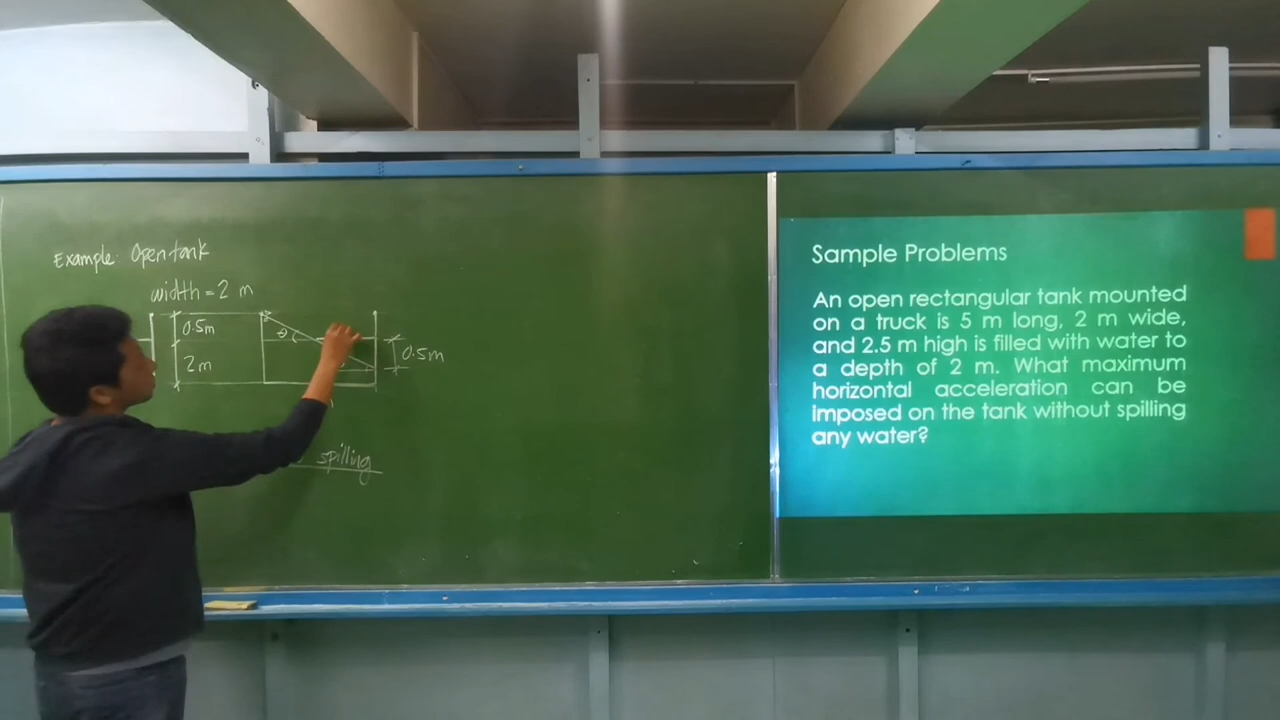 Example: Open tank
width = 2 m
0.5m
θ
2m
0.5m
spilling
Sample Problems
An open rectangular tank mounted
on a truck is 5 m long, 2 m wide,
and 2.5 m high is filled with water to
a depth of 2 m. What maximum
horizontal acceleration can be
imposed on the tank without spilling
any water?